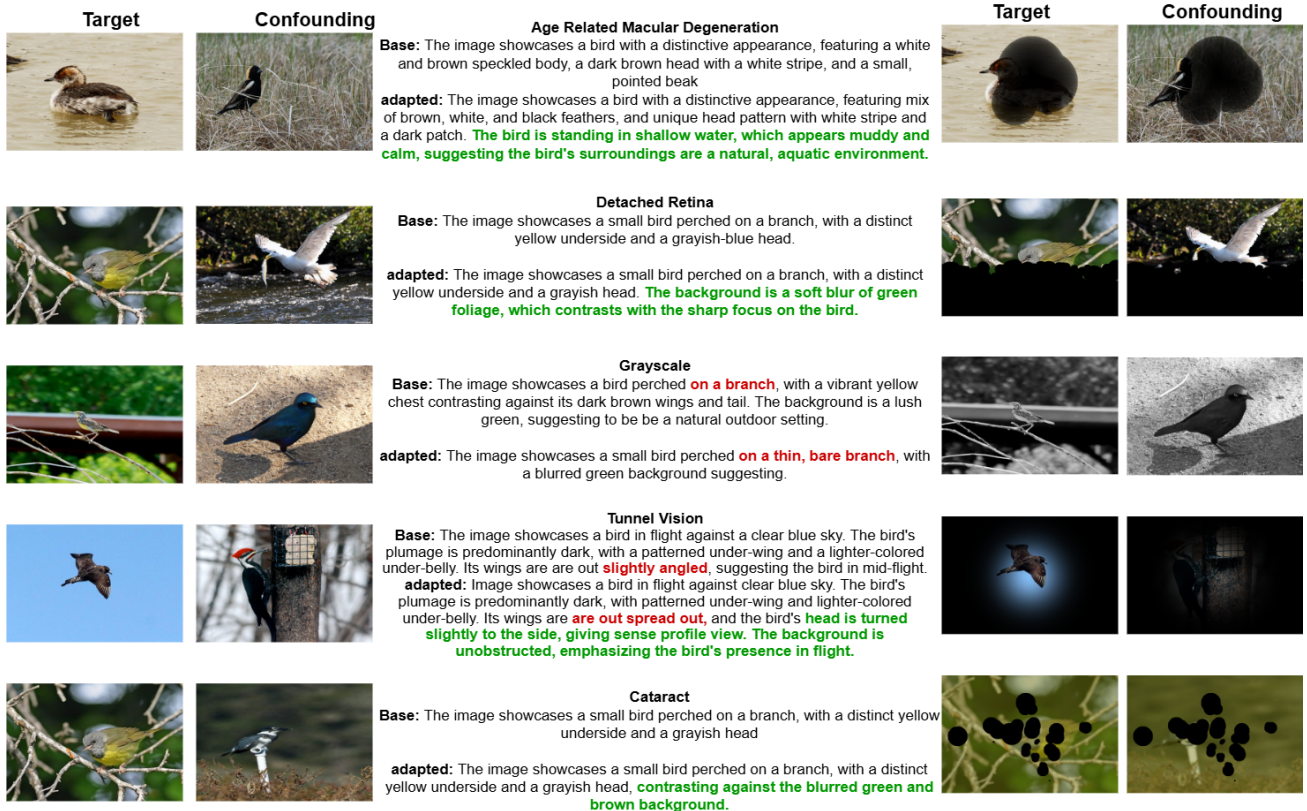 Target Confounding Target Confounding
Age Related Macular Degeneration
Base: The image showcases a bird with a distinctive appearance, featuring a white
and brown speckled body, a dark brown head with a white stripe, and a small,
pointed beak
adapted: The image showcases a bird with a distinctive appearance, featuring mix
of brown, white, and black feathers, and unique head pattern with white stripe and
a dark patch. The bird is standing in shallow water, which appears muddy and
calm, suggesting the bird's surroundings are a natural, aquatic environment.
Detached Retina
Base: The image showcases a small bird perched on a branch, with a distinct
yellow underside and a grayish-blue head.
adapted: The image showcases a small bird perched on a branch, with a distinct
yellow underside and a grayish head. The background is a soft blur of green
foliage, which contrasts with the sharp focus on the bird.
Grayscale
Base: The image showcases a bird perched on a branch, with a vibrant yellow
chest contrasting against its dark brown wings and tail. The background is a lush
green, suggesting to be be a natural outdoor setting.
adapted: The image showcases a small bird perched on a thin, bare branch, with
a blurred green background suggesting.
Tunnel Vision
Base: The image showcases a bird in flight against a clear blue sky. The bird's
plumage is predominantly dark, with a patterned under-wing and a lighter-colored
under-belly. Its wings are are out slightly angled, suggesting the bird in mid-flight.
adapted: Image showcases a bird in flight against clear blue sky. The bird's
plumage is predominantly dark, with patterned under-wing and lighter-colored
under-belly. Its wings are are out spread out, and the bird's head is turned
slightly to the side, giving sense profile view. The background is
unobstructed, emphasizing the bird's presence in flight.
Cataract
Base: The image showcases a small bird perched on a branch, with a distinct yellow
underside and a grayish head
adapted: The image showcases a small bird perched on a branch, with a distinct
yellow underside and a grayish head, contrasting against the blurred green and
brown background.